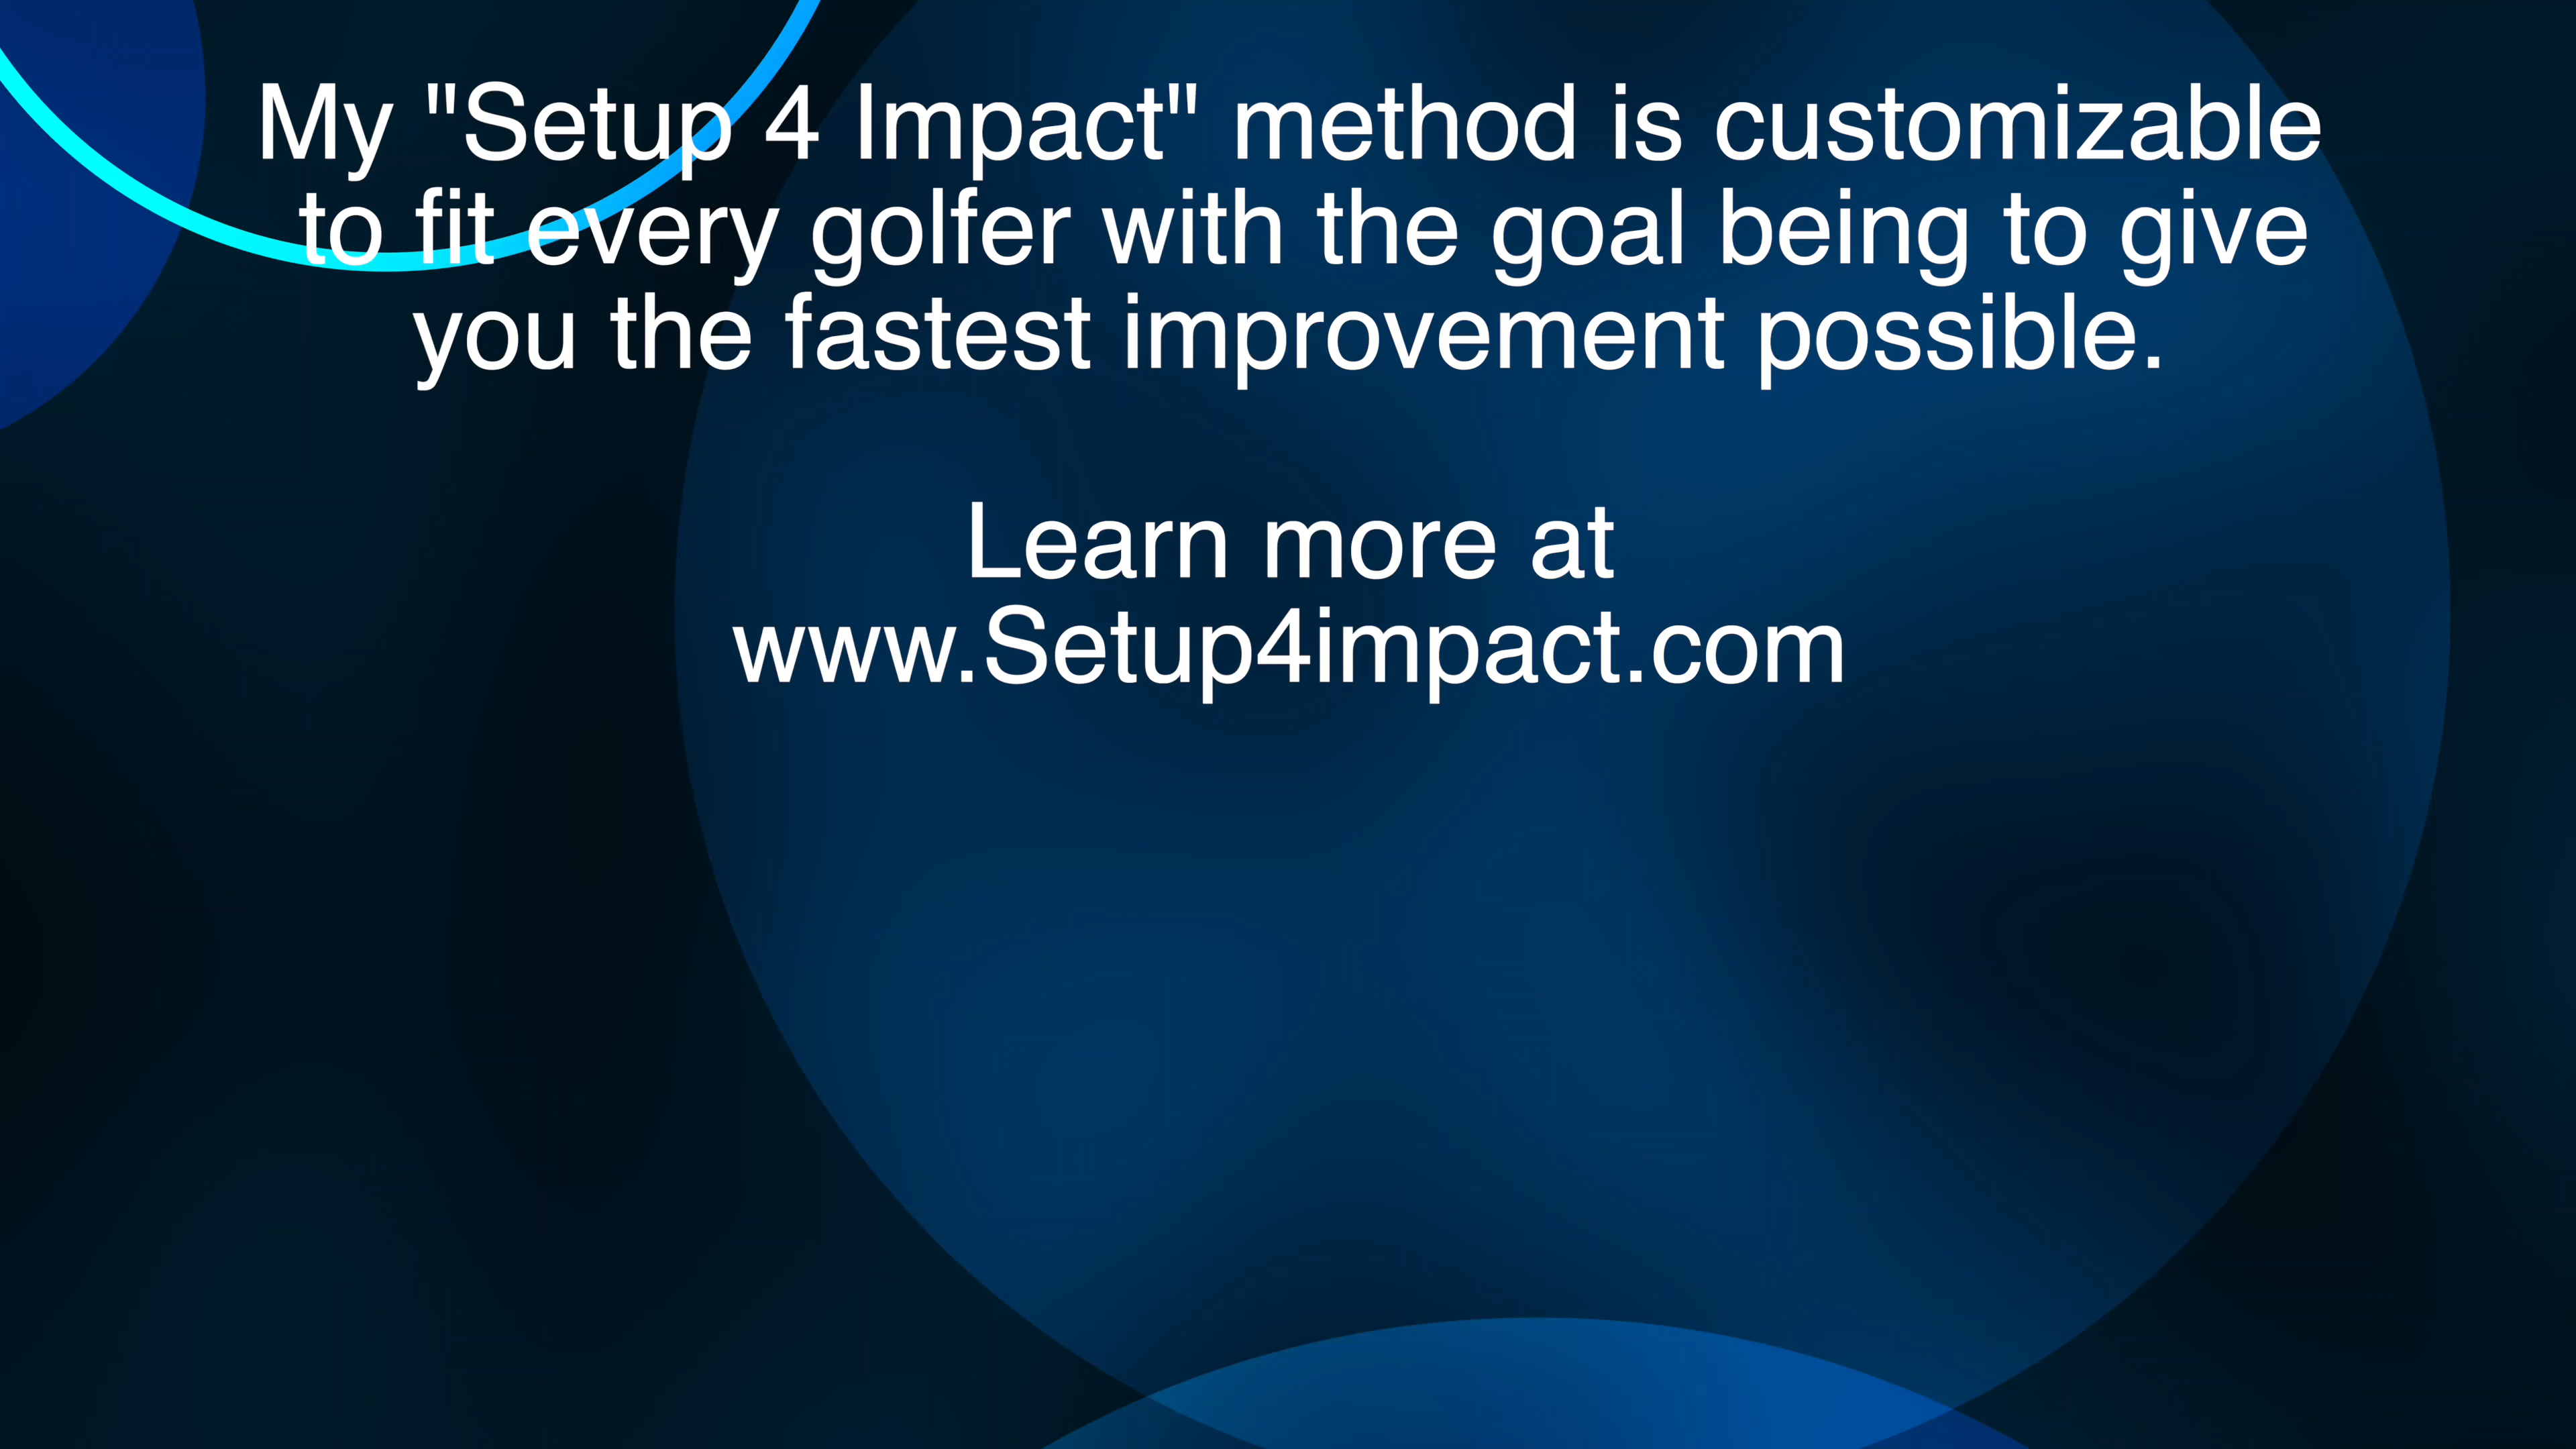 My "Setup 4 Impact" method is customizable
to fit every golfer with the goal being to give
you the fastest improvement possible.
Learn more at
www.Setup4impact.com